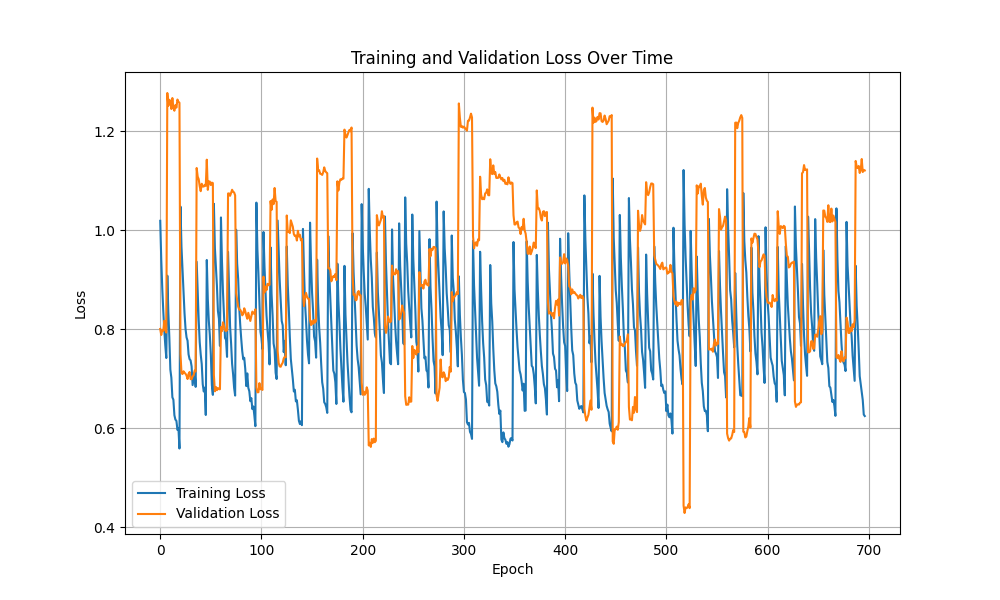 Training and Validation Loss Over Time
Loss
1.2
1.0
0.8
0.6
0.4
Training Loss
Validation Loss
0 100 200 300 400 500 600 700
Epoch